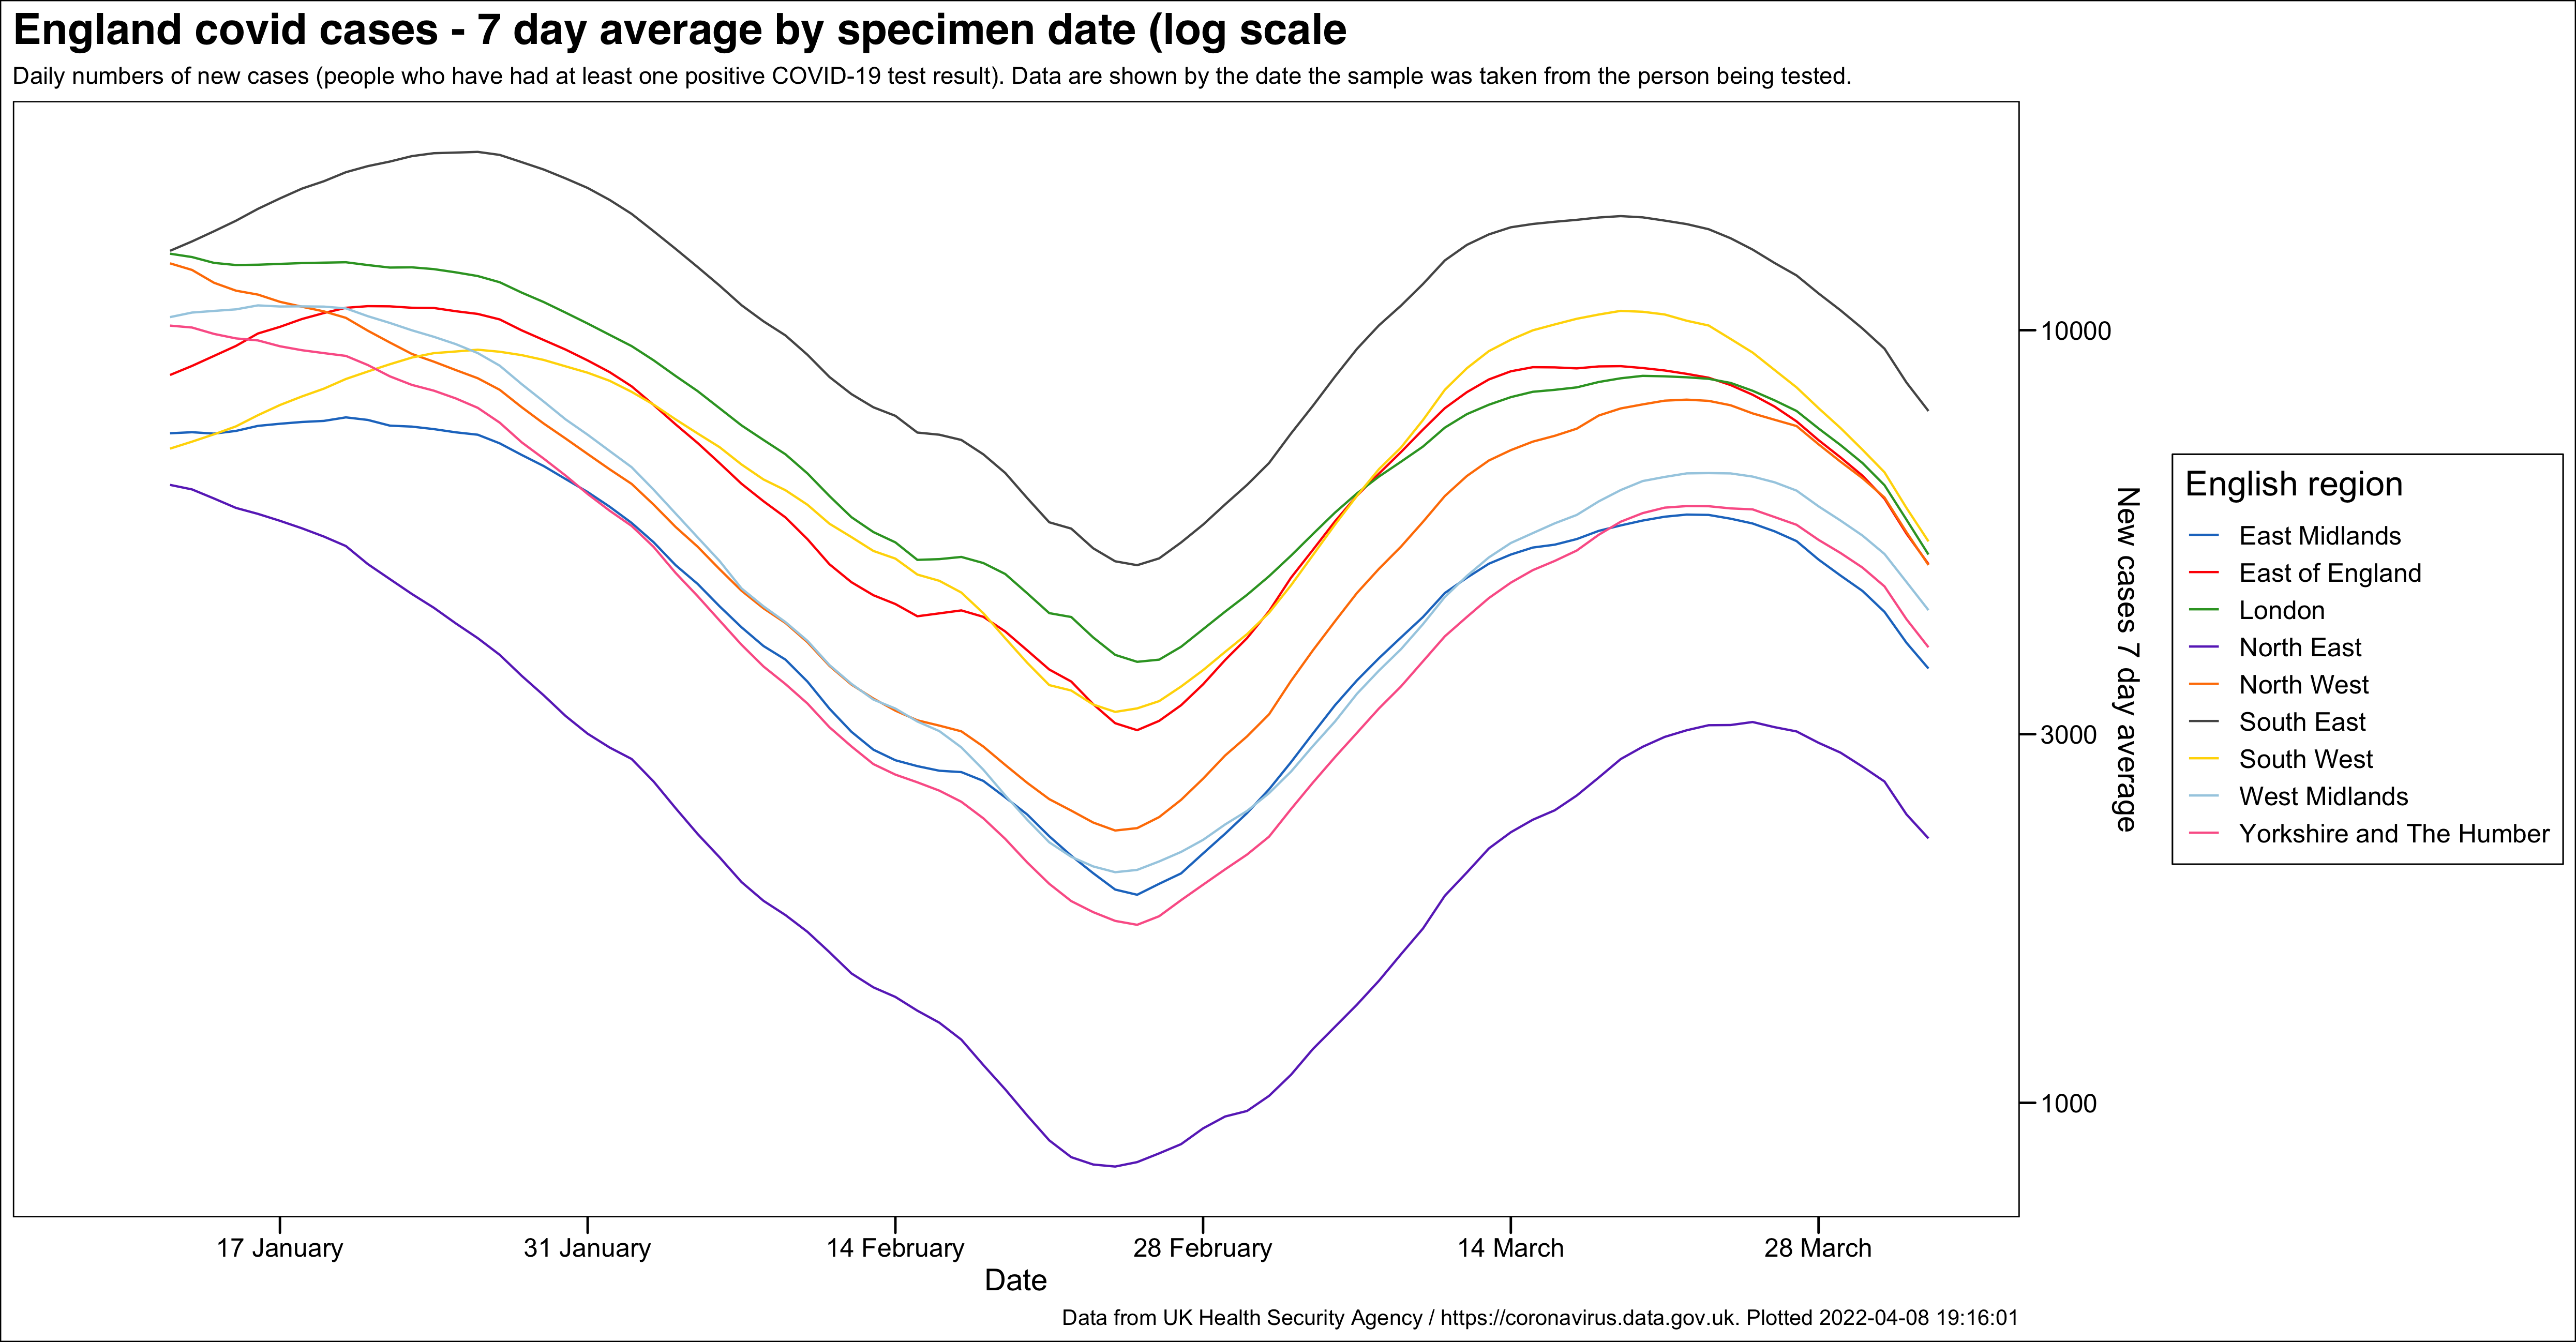 England covid cases - 7 day average by specimen date (log scale
Daily numbers of new cases (people who have had at least one positive COVID-19 test result). Data are shown by the date the sample was taken from the person being tested.
10000
3000
1000
New cases 7 day average
English region
East Midlands
East of England
London
North East
North West
South East
South West
West Midlands
Yorkshire and The Humber
17 January
31 January
14 February
28 February
14 March
28 March
Date
Data from UK Health Security Agency / https://coronavirus.data.gov.uk. Plotted 2022-04-08 19:16:01